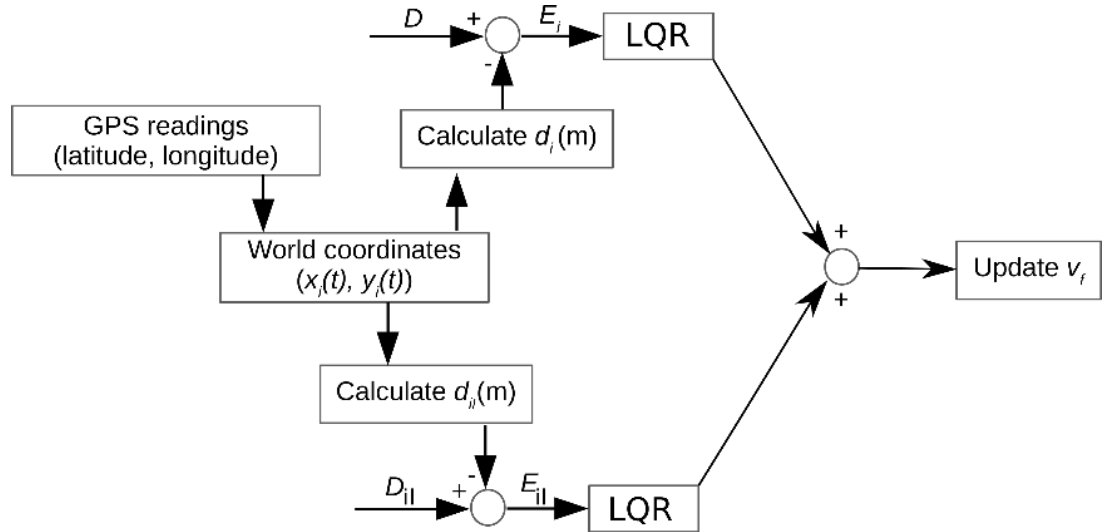 D
+
E_i
LQR
-
GPS readings
(latitude, longitude)
Calculate d_i(m)
World coordinates
(x_i(t), y_i(t))
+
Update v_f
+
Calculate d_il(m)
-
D_il
+
E_il
LQR